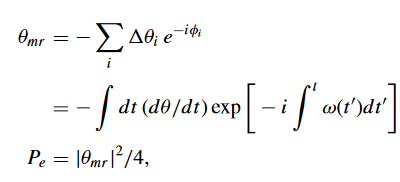 θ_mr = − ∑_i Δθ_i e^{−iϕ_i}
= − ∫ dt (dθ/dt) exp[ − i ∫^t ω(t′)dt′ ]
P_e = |θ_mr|²/4,